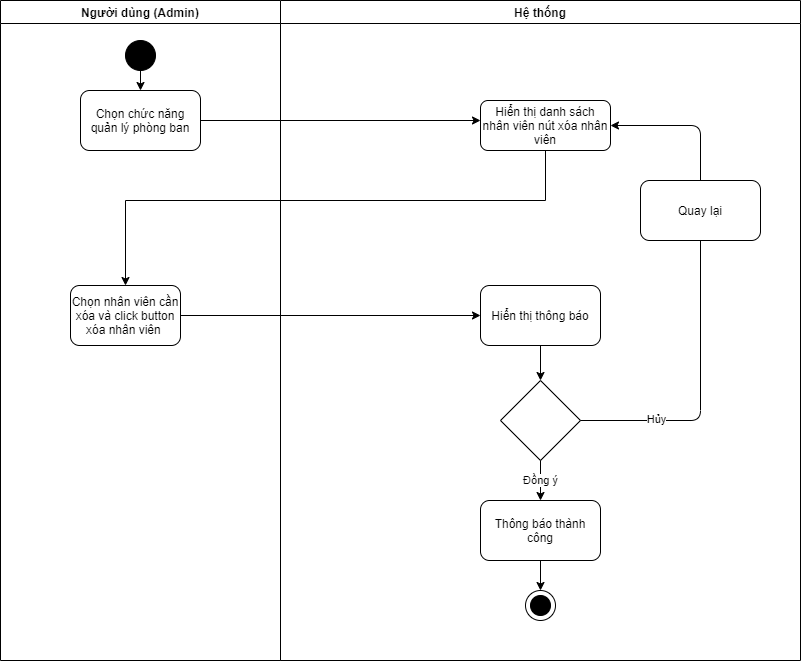 Người dùng (Admin)
Hệ thống
Chọn chức năng
quản lý phòng ban
Hiển thị danh sách
nhân viên nút xóa nhân
viên
Quay lại
Chọn nhân viên cần
xóa và click button
xóa nhân viên
Hiển thị thông báo
Hủy
Đồng ý
Thông báo thành
công